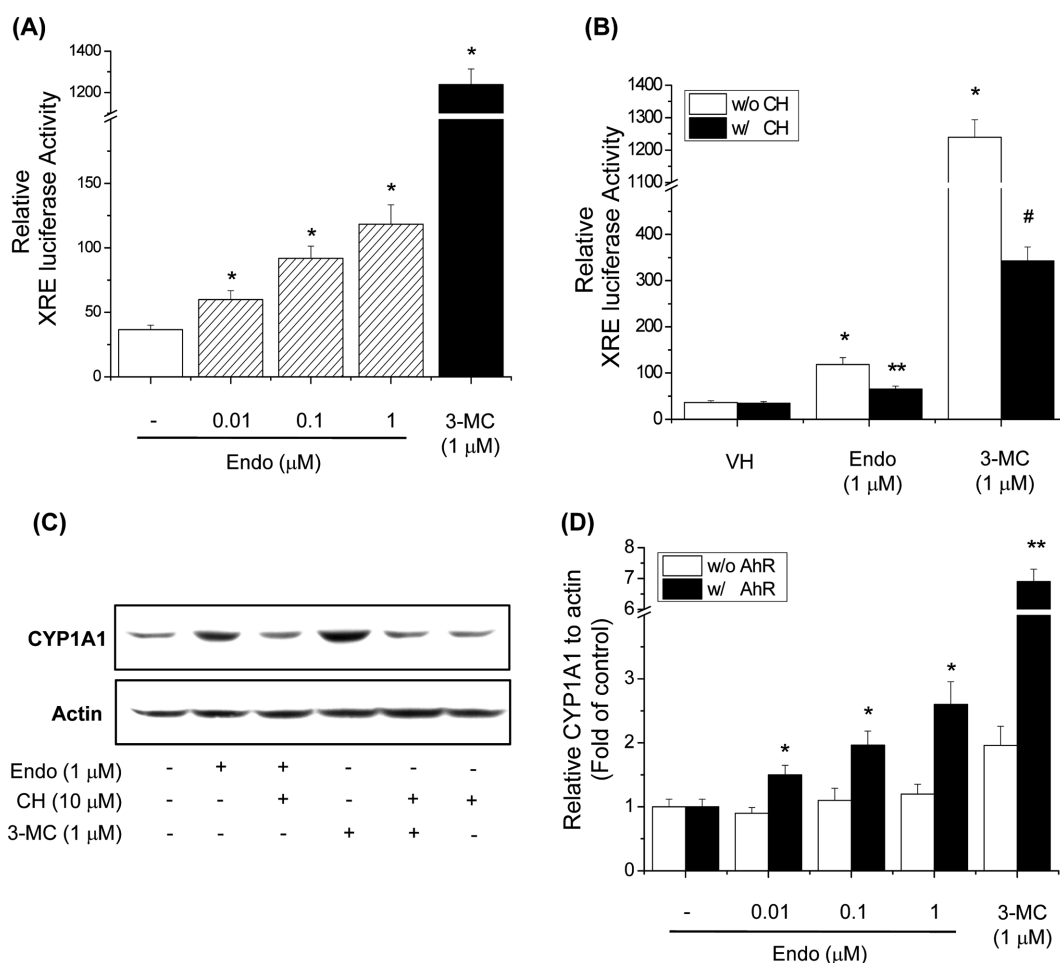 (A)
Relative
XRE luciferase Activity
1400
1200
150
100
50
0
*
*
*
*
-
0.01
0.1
1
3-MC
(1 μM)
Endo (μM)
(B)
Relative
XRE luciferase Activity
1400
1300
1200
1100
400
300
200
100
0
w/o CH
w/ CH
*
**
*
#
VH
Endo
(1 μM)
3-MC
(1 μM)
(C)
CYP1A1
Actin
Endo (1 μM) - + + - - -
CH (10 μM) - - + - + +
3-MC (1 μM) - - - + + -
(D)
Relative CYP1A1 to actin
(Fold of control)
8
7
6
3
2
1
0
w/o AhR
w/ AhR
*
*
*
**
-
0.01
0.1
1
3-MC
(1 μM)
Endo (μM)